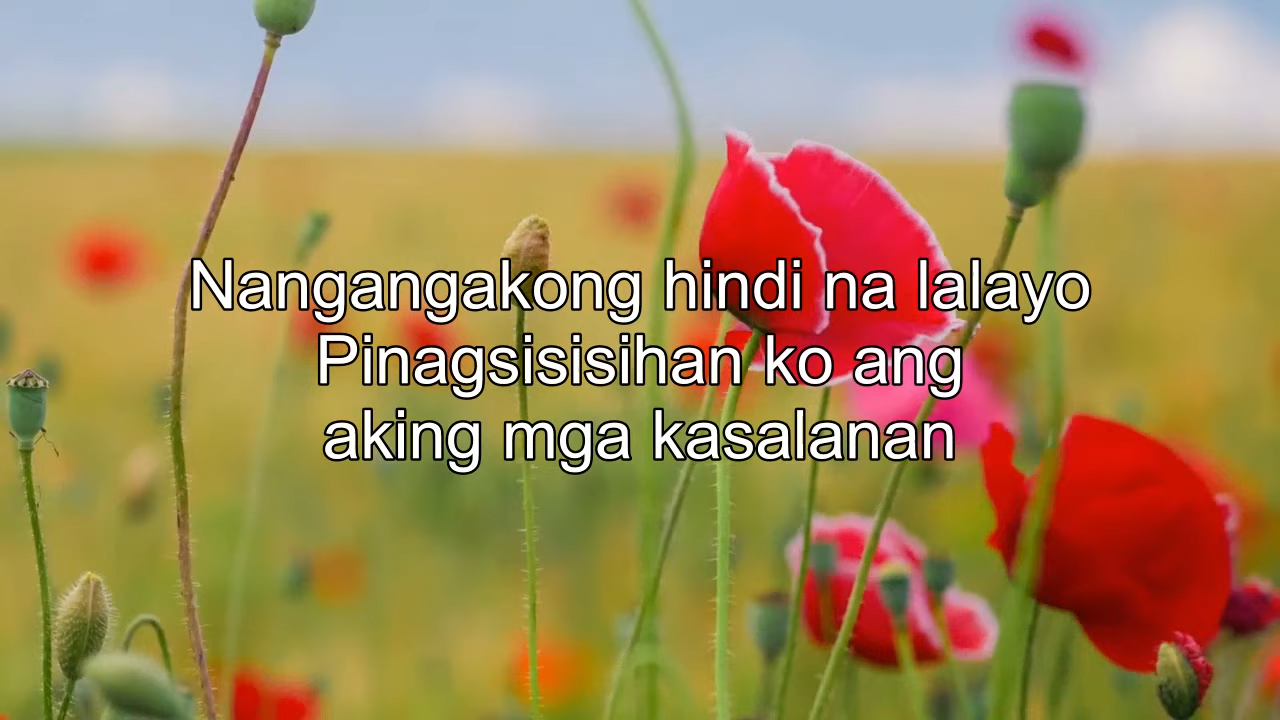 Nangangakong hindi na lalayo
Pinagsisisihan ko ang
aking mga kasalanan